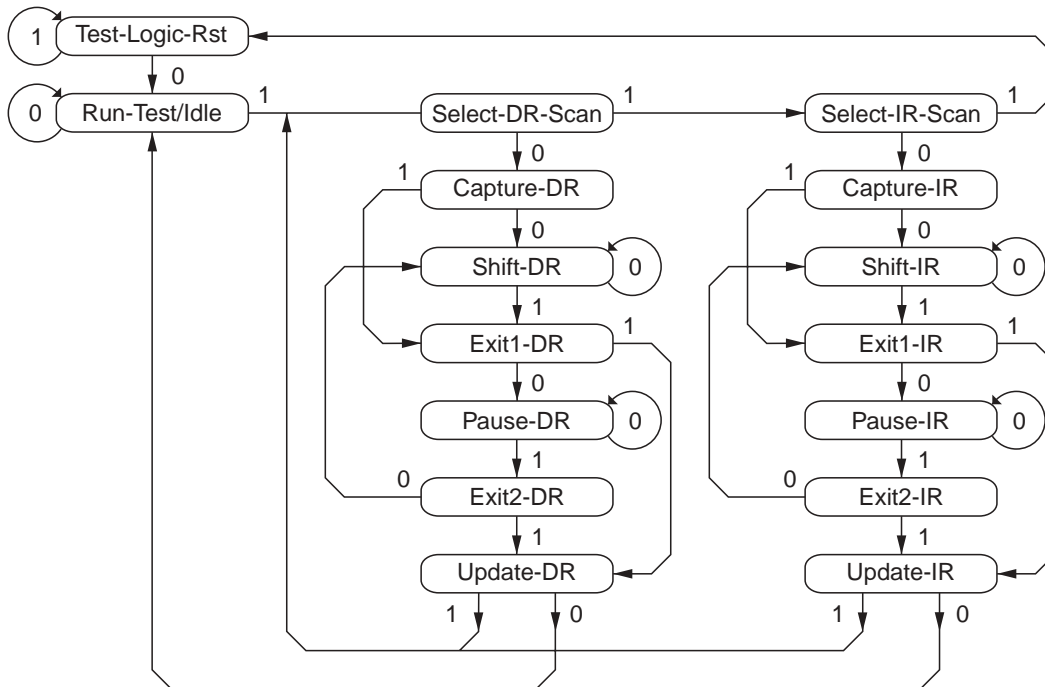 1 Test-Logic-Rst
0
0 Run-Test/Idle 1 Select-DR-Scan 1 Select-IR-Scan 1
0 0
1 Capture-DR 1 Capture-IR
0 0
Shift-DR 0 Shift-IR 0
1 1
Exit1-DR 1 Exit1-IR 1
0 0
Pause-DR 0 Pause-IR 0
1 1
0 Exit2-DR 0 Exit2-IR
1 1
Update-DR Update-IR
1 0 1 0